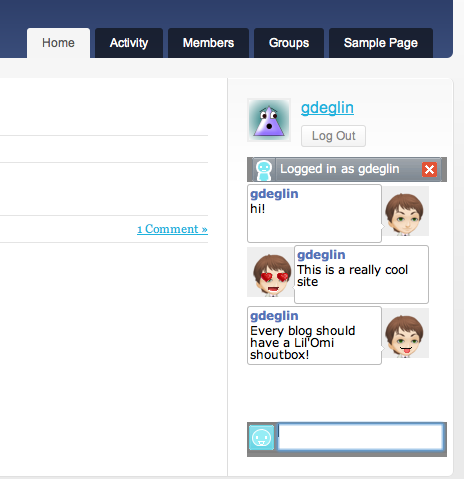 Home Activity Members Groups Sample Page
gdeglin
Log Out
Logged in as gdeglin
gdeglin
hi!
1 Comment »
gdeglin
This is a really cool
site
gdeglin
Every blog should
have a Lil'Omi
shoutbox!